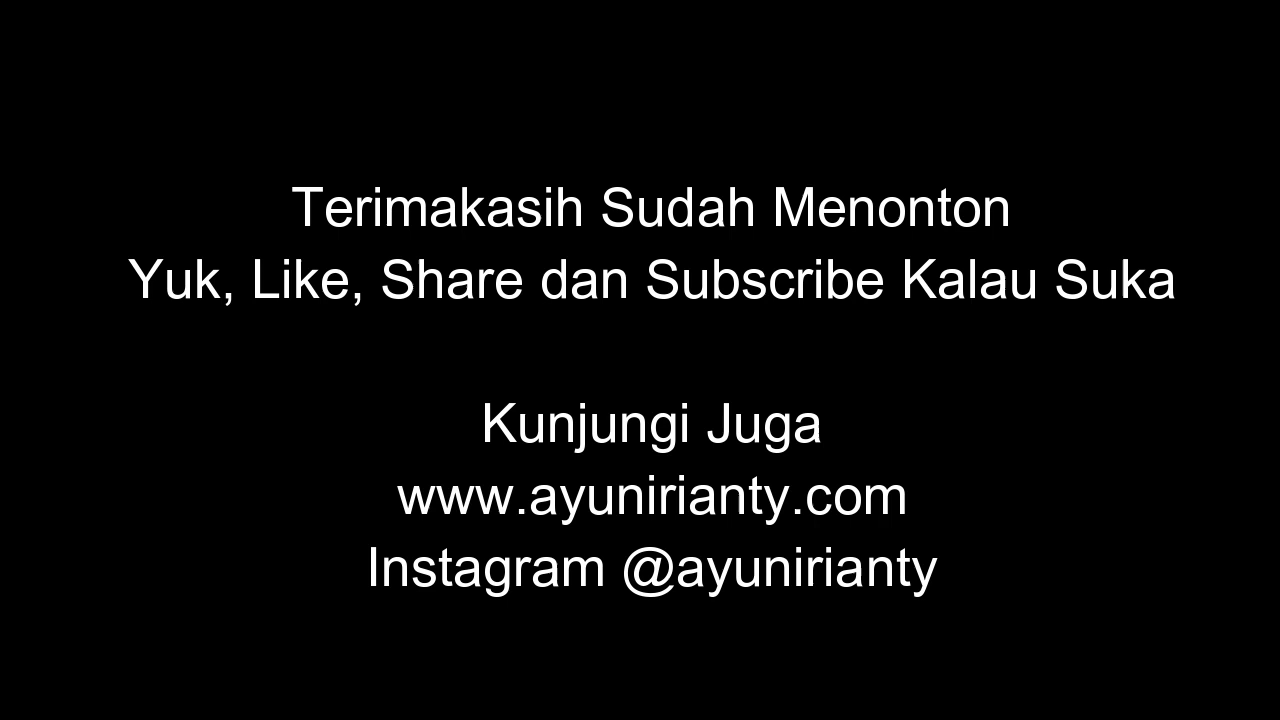 Terimakasih Sudah Menonton
Yuk, Like, Share dan Subscribe Kalau Suka
Kunjungi Juga
www.ayunirianty.com
Instagram @ayunirianty